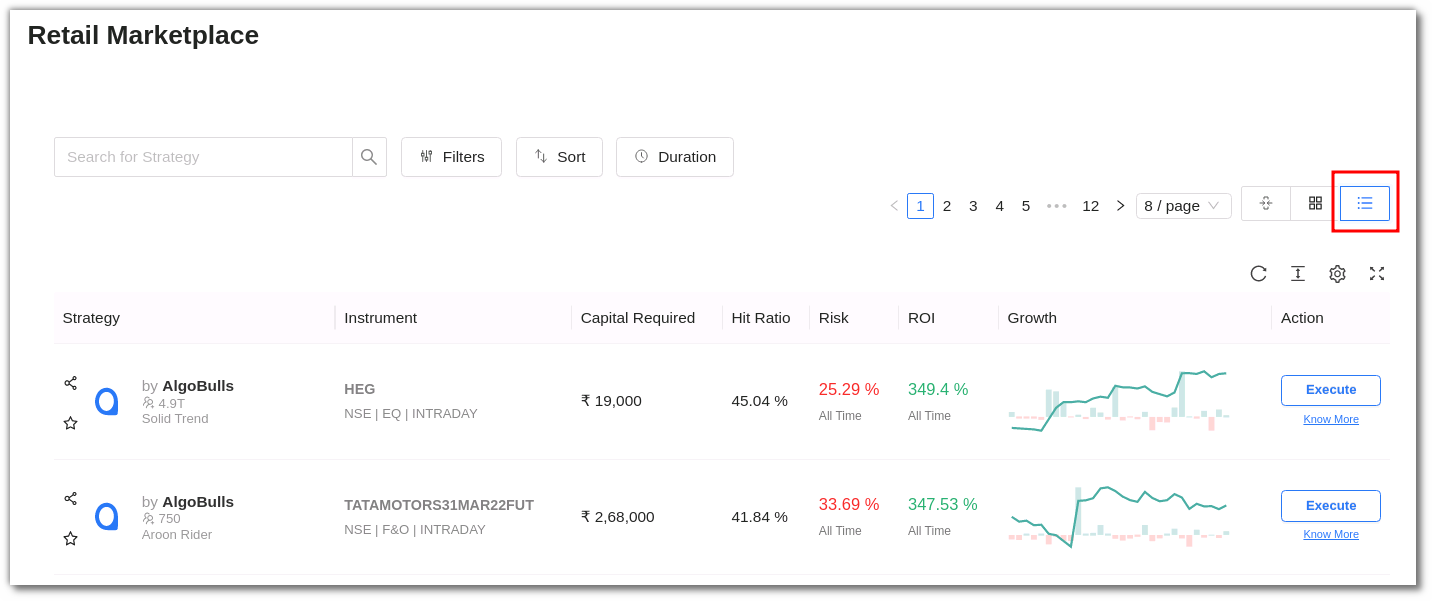 Retail Marketplace
Search for Strategy
Filters
Sort
Duration
1 2 3 4 5 ••• 12 8 / page
Strategy Instrument Capital Required Hit Ratio Risk ROI Growth Action
by AlgoBulls
4.9T
Solid Trend
HEG
NSE | EQ | INTRADAY
₹ 19,000
45.04 %
25.29 %
All Time
349.4 %
All Time
Execute
Know More
by AlgoBulls
750
Aroon Rider
TATAMOTORS31MAR22FUT
NSE | F&O | INTRADAY
₹ 2,68,000
41.84 %
33.69 %
All Time
347.53 %
All Time
Execute
Know More